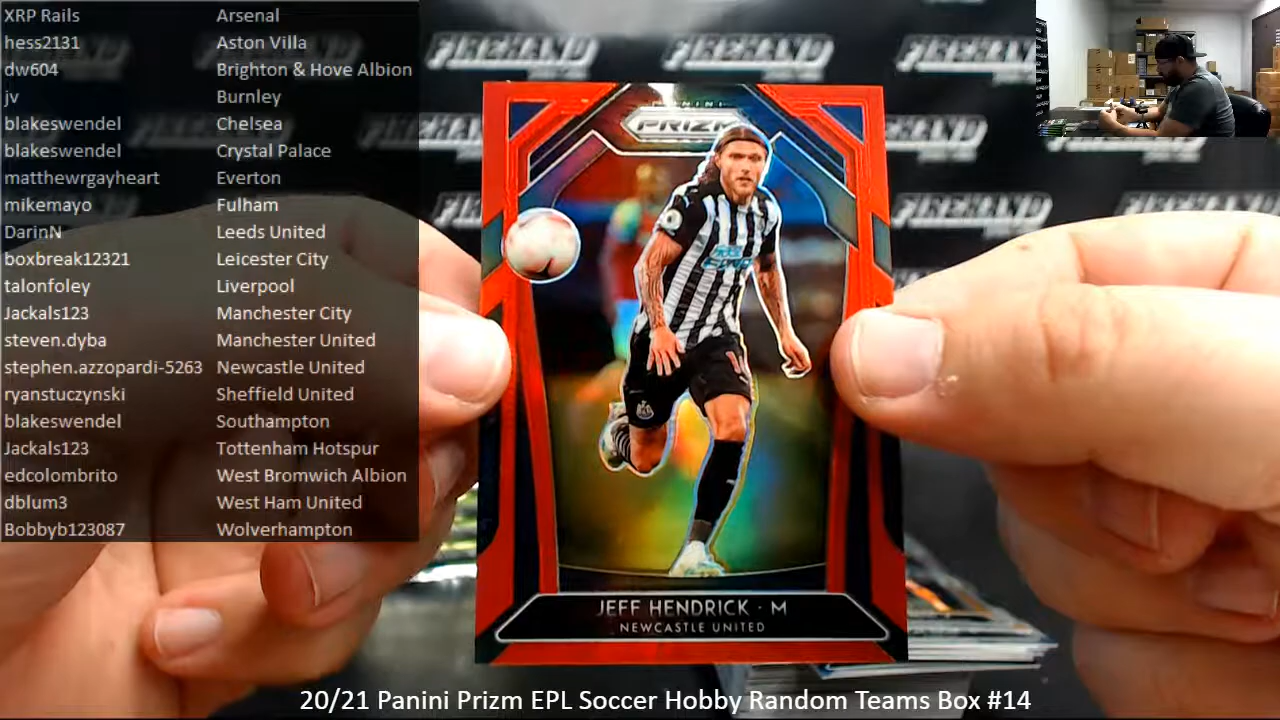 XRP Rails Arsenal
hess2131 Aston Villa
dw604 Brighton & Hove Albion
jv Burnley
blakeswendel Chelsea
blakeswendel Crystal Palace
matthewrgayheart Everton
mikemayo Fulham
DarinN Leeds United
boxbreak12321 Leicester City
talonfoley Liverpool
Jackals123 Manchester City
steven.dyba Manchester United
stephen.azzopardi-5263 Newcastle United
ryanstuczynski Sheffield United
blakeswendel Southampton
Jackals123 Tottenham Hotspur
edcolombrito West Bromwich Albion
dblum3 West Ham United
Bobbyb123087 Wolverhampton
FIREHAND FIREHAND FIREHAND
FIREHAND
PANINI
PRIZM
JEFF HENDRICK · M
NEWCASTLE UNITED
20/21 Panini Prizm EPL Soccer Hobby Random Teams Box #14